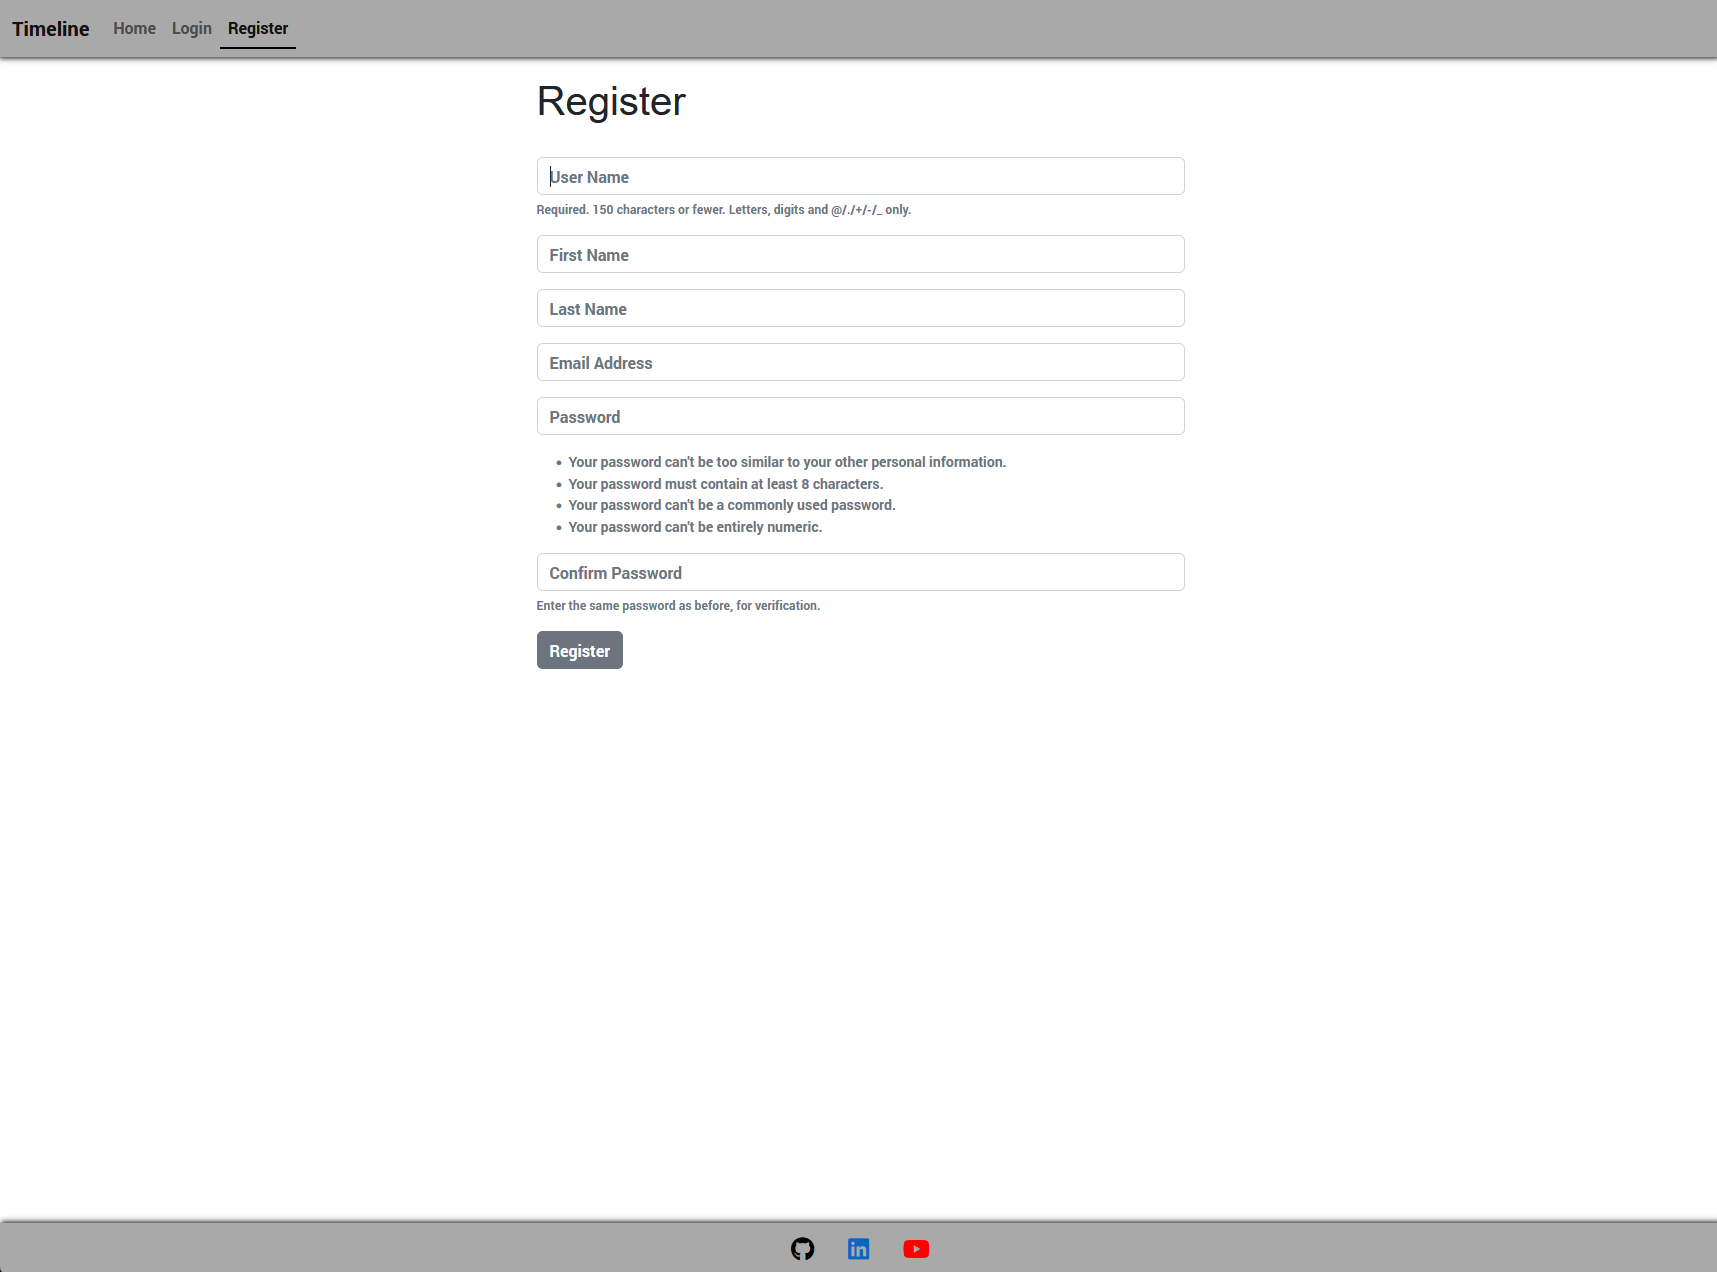 Timeline Home Login Register
Register
User Name
Required. 150 characters or fewer. Letters, digits and @/./+/-/_ only.
First Name
Last Name
Email Address
Password
• Your password can't be too similar to your other personal information.
• Your password must contain at least 8 characters.
• Your password can't be a commonly used password.
• Your password can't be entirely numeric.
Confirm Password
Enter the same password as before, for verification.
Register
in